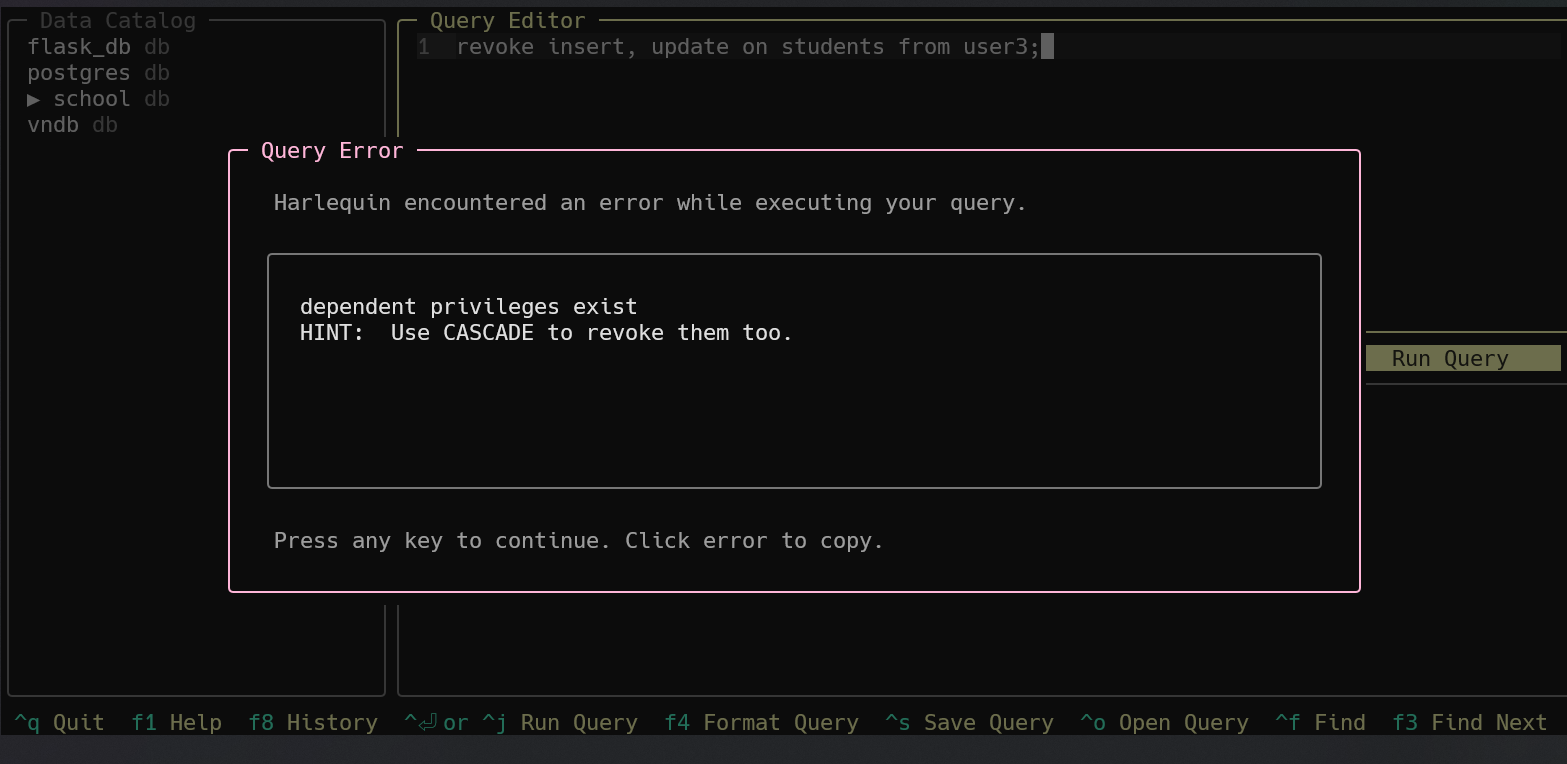 Data Catalog
Query Editor
flask_db db
1 revoke insert, update on students from user3;
postgres db
▶ school db
vndb db
Query Error
Harlequin encountered an error while executing your query.
dependent privileges exist
HINT:  Use CASCADE to revoke them too.
Run Query
Press any key to continue. Click error to copy.
^q Quit  f1 Help  f8 History  ^⏎ or ^j Run Query  f4 Format Query  ^s Save Query  ^o Open Query  ^f Find  f3 Find Next